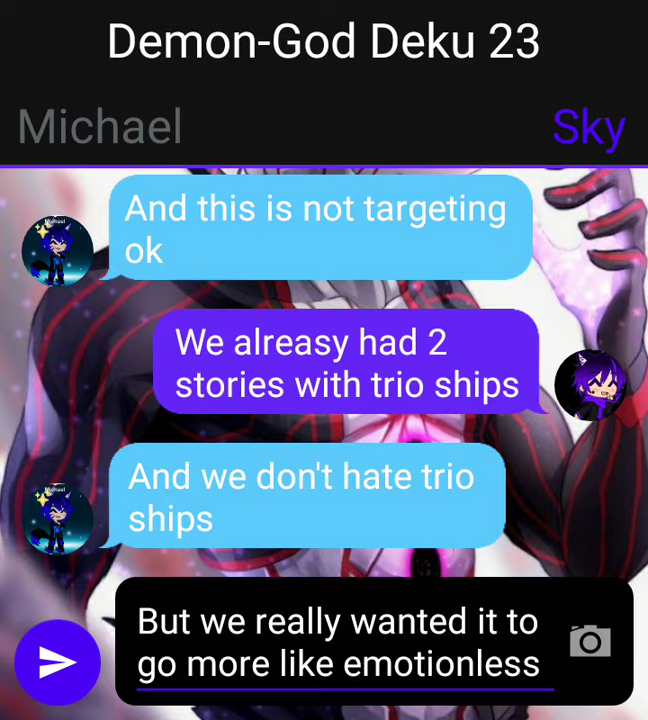 Demon-God Deku 23
Michael
Sky
And this is not targeting
ok
We alreasy had 2
stories with trio ships
And we don't hate trio
ships
But we really wanted it to
go more like emotionless